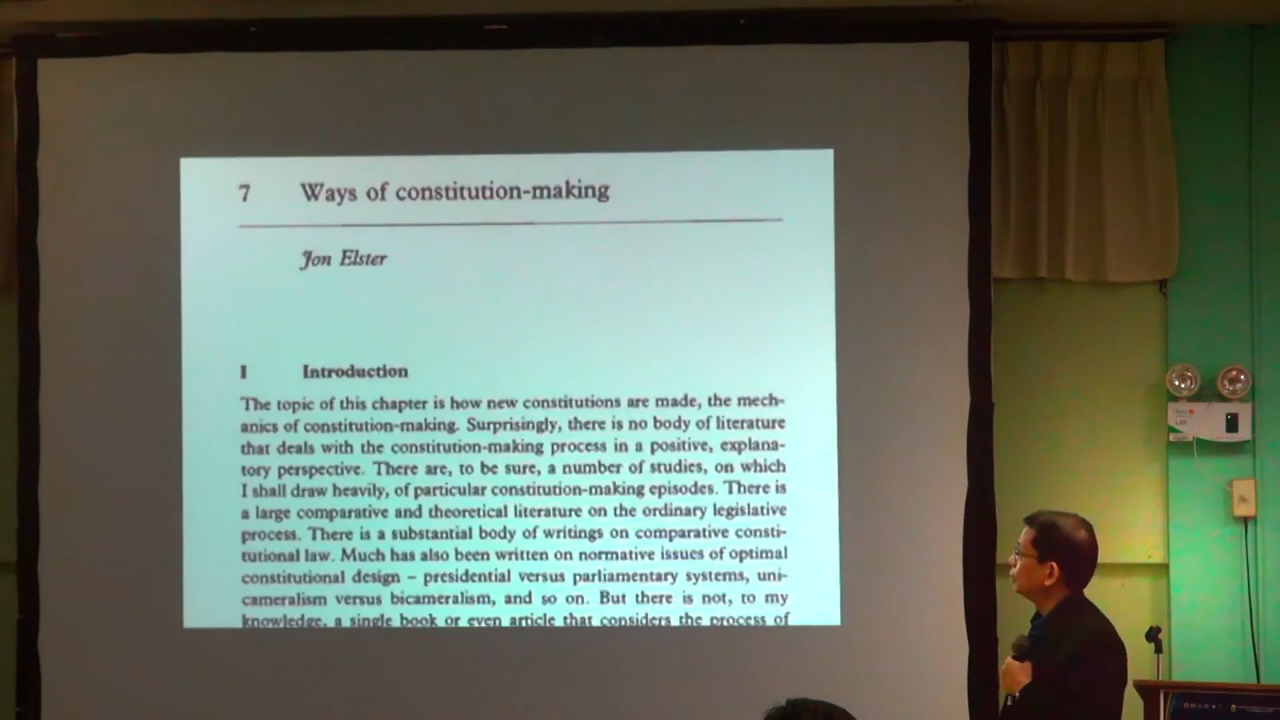 7 Ways of constitution-making
Jon Elster
I Introduction
The topic of this chapter is how new constitutions are made, the mech-
anics of constitution-making. Surprisingly, there is no body of literature
that deals with the constitution-making process in a positive, explana-
tory perspective. There are, to be sure, a number of studies, on which
I shall draw heavily, of particular constitution-making episodes. There is
a large comparative and theoretical literature on the ordinary legislative
process. There is a substantial body of writings on comparative consti-
tutional law. Much has also been written on normative issues of optimal
constitutional design – presidential versus parliamentary systems, uni-
cameralism versus bicameralism, and so on. But there is not, to my
knowledge, a single book or even article that considers the process of